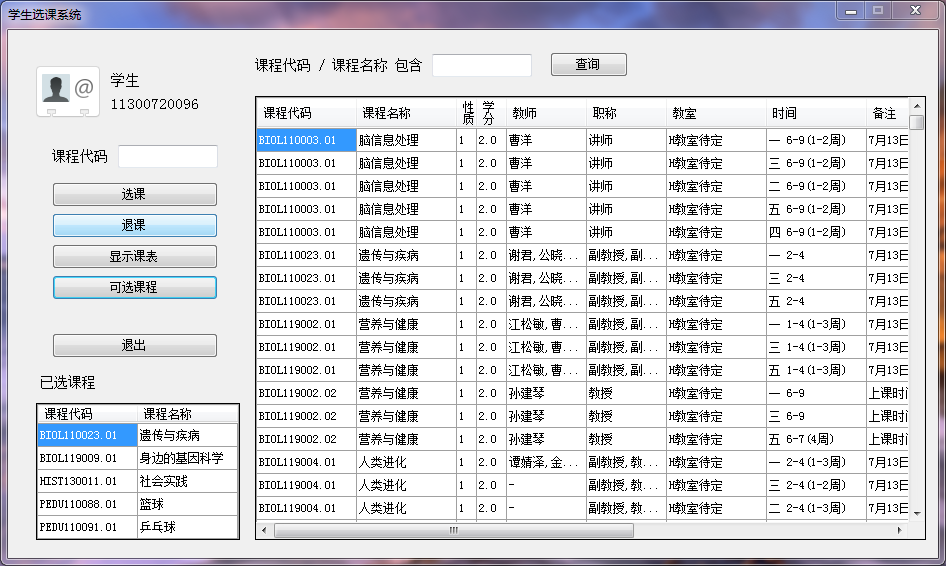 学生选课系统
课程代码 / 课程名称 包含 查询
@
学生
11300720096
课程代码
选课
退课
显示课表
可选课程
退出
已选课程
课程代码 课程名称
BIOL110023.01 遗传与疾病
BIOL119009.01 身边的基因科学
HIST130011.01 社会实践
PEDU110088.01 篮球
PEDU110091.01 乒乓球
课程代码 课程名称 性质 学分 教师 职称 教室 时间 备注
BIOL110003.01 脑信息处理 1 2.0 曹洋 讲师 H教室待定 一 6-9(1-2周) 7月13日
BIOL110003.01 脑信息处理 1 2.0 曹洋 讲师 H教室待定 三 6-9(1-2周) 7月13日
BIOL110003.01 脑信息处理 1 2.0 曹洋 讲师 H教室待定 二 6-9(1-2周) 7月13日
BIOL110003.01 脑信息处理 1 2.0 曹洋 讲师 H教室待定 五 6-9(1-2周) 7月13日
BIOL110003.01 脑信息处理 1 2.0 曹洋 讲师 H教室待定 四 6-9(1-2周) 7月13日
BIOL110023.01 遗传与疾病 1 2.0 谢君,公晓... 副教授,副... H教室待定 一 2-4 7月13日
BIOL110023.01 遗传与疾病 1 2.0 谢君,公晓... 副教授,副... H教室待定 三 2-4 7月13日
BIOL110023.01 遗传与疾病 1 2.0 谢君,公晓... 副教授,副... H教室待定 五 2-4 7月13日
BIOL119002.01 营养与健康 1 2.0 江松敏,曹... 副教授,副... H教室待定 一 1-4(1-3周) 7月13日
BIOL119002.01 营养与健康 1 2.0 江松敏,曹... 副教授,副... H教室待定 三 1-4(1-3周) 7月13日
BIOL119002.01 营养与健康 1 2.0 江松敏,曹... 副教授,副... H教室待定 五 1-4(1-3周) 7月13日
BIOL119002.02 营养与健康 1 2.0 孙建琴 教授 H教室待定 一 6-9 上课时间
BIOL119002.02 营养与健康 1 2.0 孙建琴 教授 H教室待定 三 6-9 上课时间
BIOL119002.02 营养与健康 1 2.0 孙建琴 教授 H教室待定 五 6-7(4周) 上课时间
BIOL119004.01 人类进化 1 2.0 谭婧泽,金... 副教授,教... H教室待定 一 2-4(1-3周) 7月13日
BIOL119004.01 人类进化 1 2.0 - 副教授,教... H教室待定 三 2-4(1-2周) 7月13日
BIOL119004.01 人类进化 1 2.0 - 副教授,教... H教室待定 二 2-4(1-3周) 7月13日